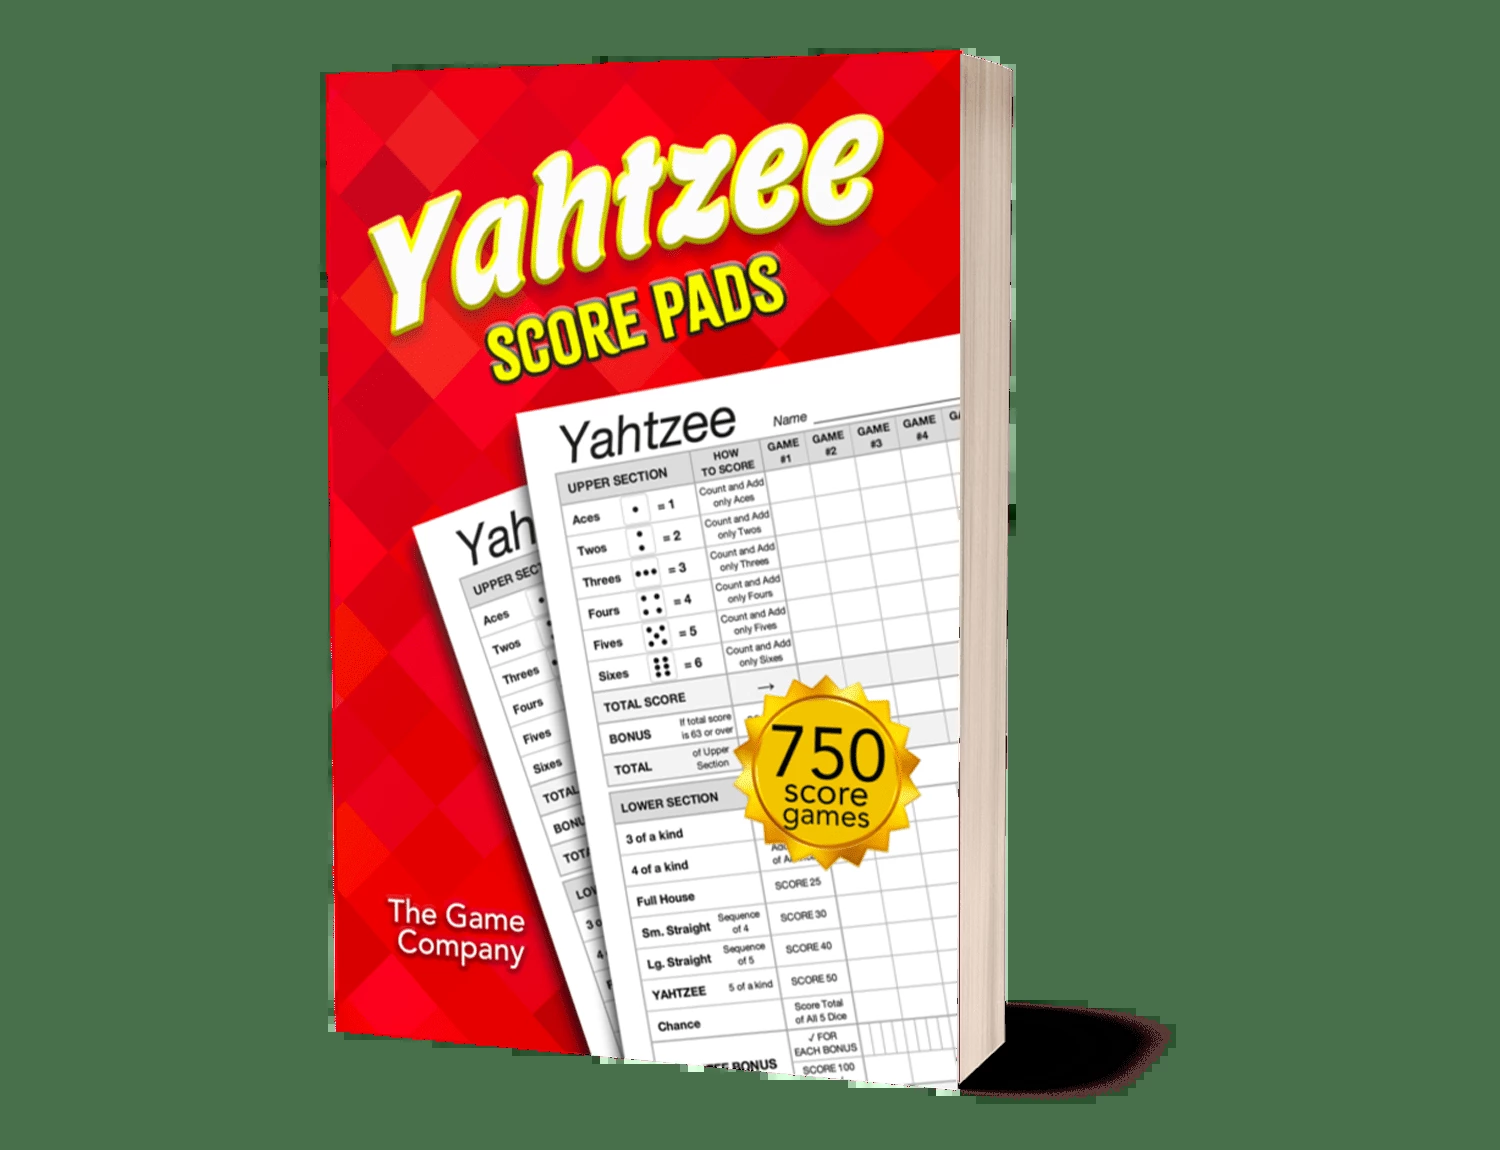 Yahtzee
SCORE PADS
Yahtzee
Name
UPPER SECTION
HOW TO SCORE
GAME #1
GAME #2
GAME #3
GAME #4
Aces = 1
Count and Add only Aces
Twos = 2
Count and Add only Twos
Threes = 3
Count and Add only Threes
Fours = 4
Count and Add only Fours
Fives = 5
Count and Add only Fives
Sixes = 6
Count and Add only Sixes
TOTAL SCORE →
BONUS If total score is 63 or over
TOTAL of Upper Section
LOWER SECTION
3 of a kind
4 of a kind
Full House SCORE 25
Sm. Straight Sequence of 4 SCORE 30
Lg. Straight Sequence of 5 SCORE 40
YAHTZEE 5 of a kind SCORE 50
Chance Score Total of All 5 Dice
BONUS
✓ FOR EACH BONUS
SCORE 100
750
score
games
Yah
UPPER SECT
Aces
Twos
Threes
Fours
Fives
Sixes
TOTAL
BONU
TOTA
LOW
The Game
Company